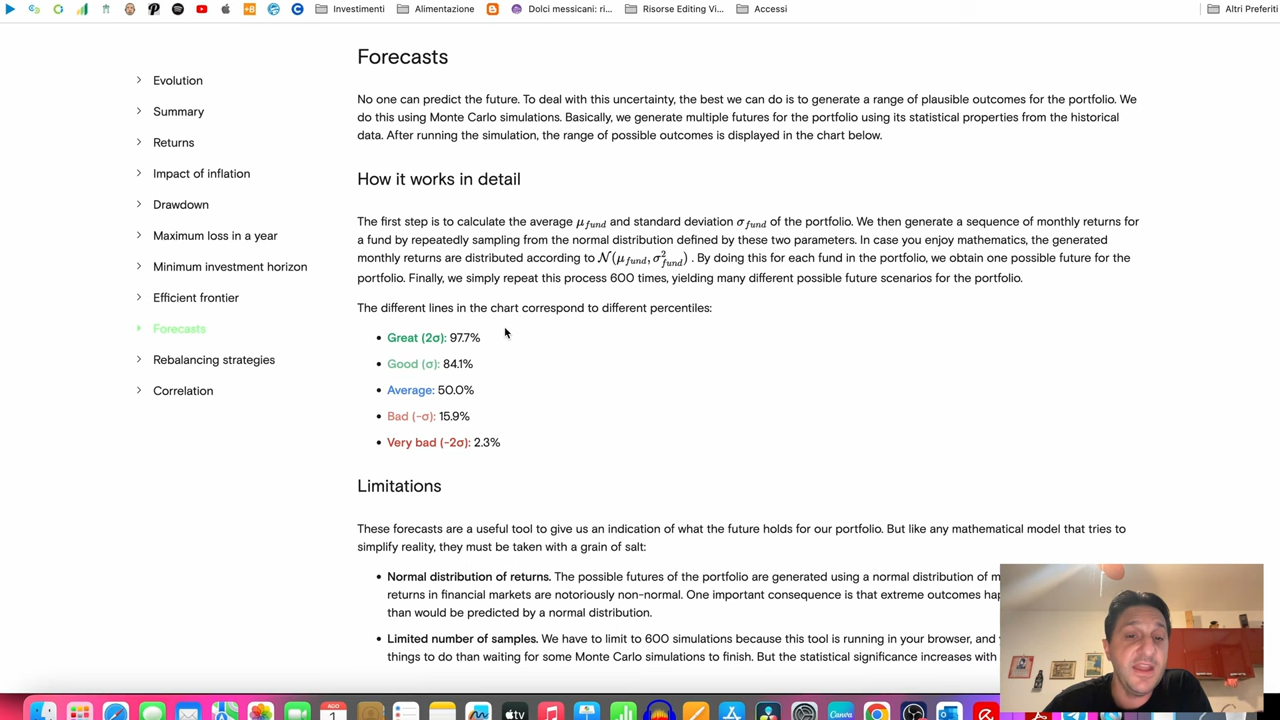 Investimenti
Alimentazione
Dolci messicani: ri...
Risorse Editing Vi...
Accessi
Altri Preferiti
Evolution
Summary
Returns
Impact of inflation
Drawdown
Maximum loss in a year
Minimum investment horizon
Efficient frontier
Forecasts
Rebalancing strategies
Correlation
Forecasts
No one can predict the future. To deal with this uncertainty, the best we can do is to generate a range of plausible outcomes for the portfolio. We
do this using Monte Carlo simulations. Basically, we generate multiple futures for the portfolio using its statistical properties from the historical
data. After running the simulation, the range of possible outcomes is displayed in the chart below.
How it works in detail
The first step is to calculate the average μ_fund and standard deviation σ_fund of the portfolio. We then generate a sequence of monthly returns for
a fund by repeatedly sampling from the normal distribution defined by these two parameters. In case you enjoy mathematics, the generated
monthly returns are distributed according to N(μ_fund, σ²_fund). By doing this for each fund in the portfolio, we obtain one possible future for the
portfolio. Finally, we simply repeat this process 600 times, yielding many different possible future scenarios for the portfolio.
The different lines in the chart correspond to different percentiles:
• Great (2σ): 97.7%
• Good (σ): 84.1%
• Average: 50.0%
• Bad (-σ): 15.9%
• Very bad (-2σ): 2.3%
Limitations
These forecasts are a useful tool to give us an indication of what the future holds for our portfolio. But like any mathematical model that tries to
simplify reality, they must be taken with a grain of salt:
• Normal distribution of returns. The possible futures of the portfolio are generated using a normal distribution of m
returns in financial markets are notoriously non-normal. One important consequence is that extreme outcomes hap
than would be predicted by a normal distribution.
• Limited number of samples. We have to limit to 600 simulations because this tool is running in your browser, and
things to do than waiting for some Monte Carlo simulations to finish. But the statistical significance increases with
AGO
1
tv
Canva